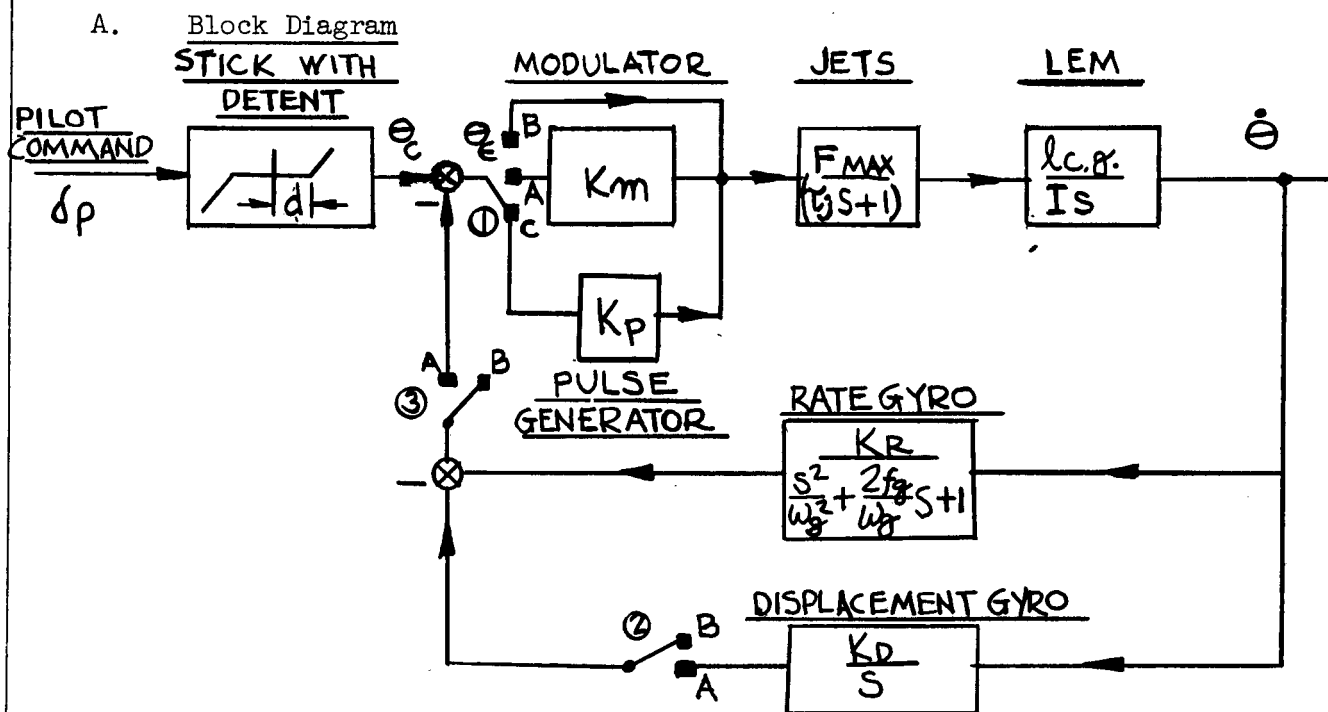 A. Block Diagram
STICK WITH
DETENT
MODULATOR
JETS
LEM
PILOT
COMMAND
δp
d
θc
θε
B
A
C
①
Km
Kp
PULSE
GENERATOR
FMAX
(τjS+1)
lc.g.
IS
θ̇
A
B
③
RATE GYRO
KR
s²/ωg² + 2fg/ωg S+1
DISPLACEMENT GYRO
②
B
A
KD
S